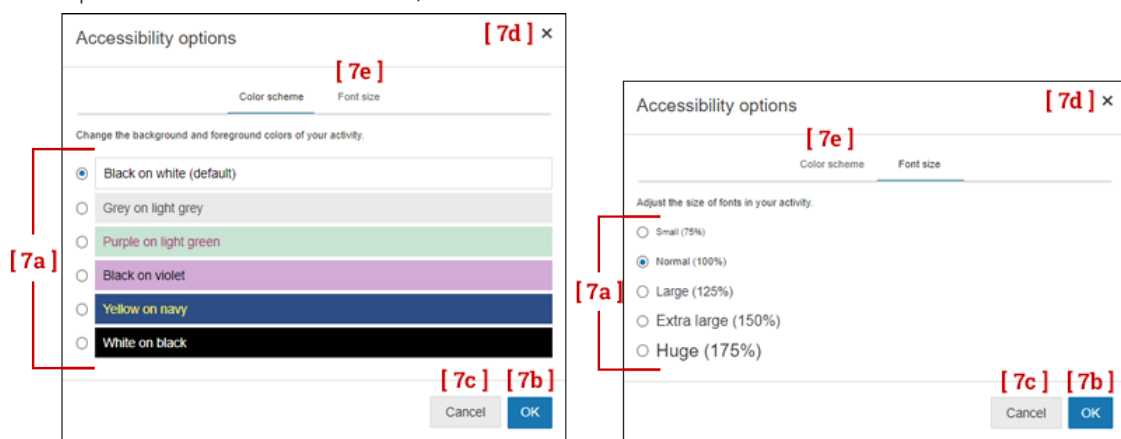 Accessibility options [ 7d ] ×
[ 7e ]
Color scheme Font size
Change the background and foreground colors of your activity.
Black on white (default)
Grey on light grey
Purple on light green
[ 7a ]
Black on violet
Yellow on navy
White on black
[ 7c ] [ 7b ]
Cancel OK
Accessibility options [ 7d ] ×
[ 7e ]
Color scheme Font size
Adjust the size of fonts in your activity.
Small (75%)
Normal (100%)
[ 7a ]
Large (125%)
Extra large (150%)
Huge (175%)
[ 7c ] [ 7b ]
Cancel OK